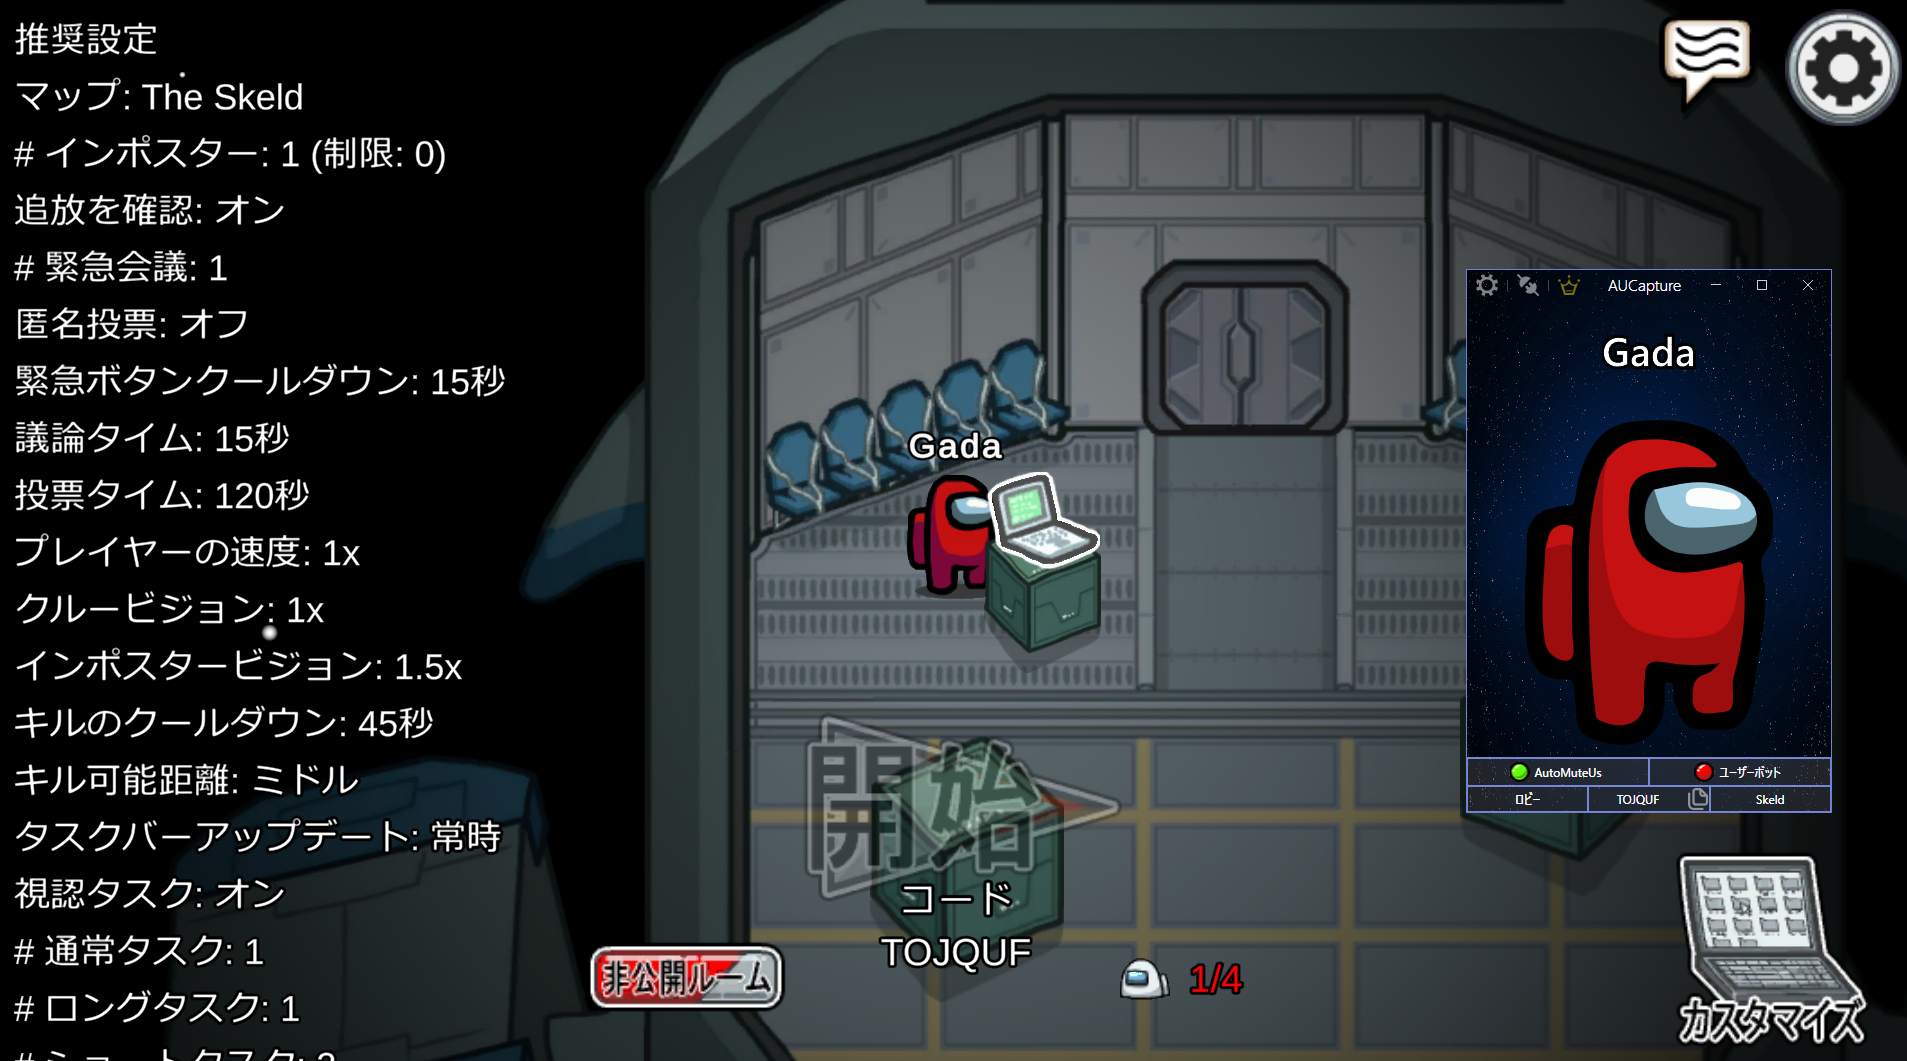 推奨設定
マップ: The Skeld
# インポスター: 1 (制限: 0)
追放を確認: オン
# 緊急会議: 1
匿名投票: オフ
緊急ボタンクールダウン: 15秒
議論タイム: 15秒
投票タイム: 120秒
プレイヤーの速度: 1x
クルービジョン: 1x
インポスタービジョン: 1.5x
キルのクールダウン: 45秒
キル可能距離: ミドル
タスクバーアップデート: 常時
視認タスク: オン
# 通常タスク: 1
# ロングタスク: 1
# ショートタスク: 2
Gada
開始
コード
TOJQUF
非公開ルーム
1/4
AUCapture
Gada
AutoMuteUs
ユーザーボット
ロビー
TOJQUF
Skeld
カスタマイズ